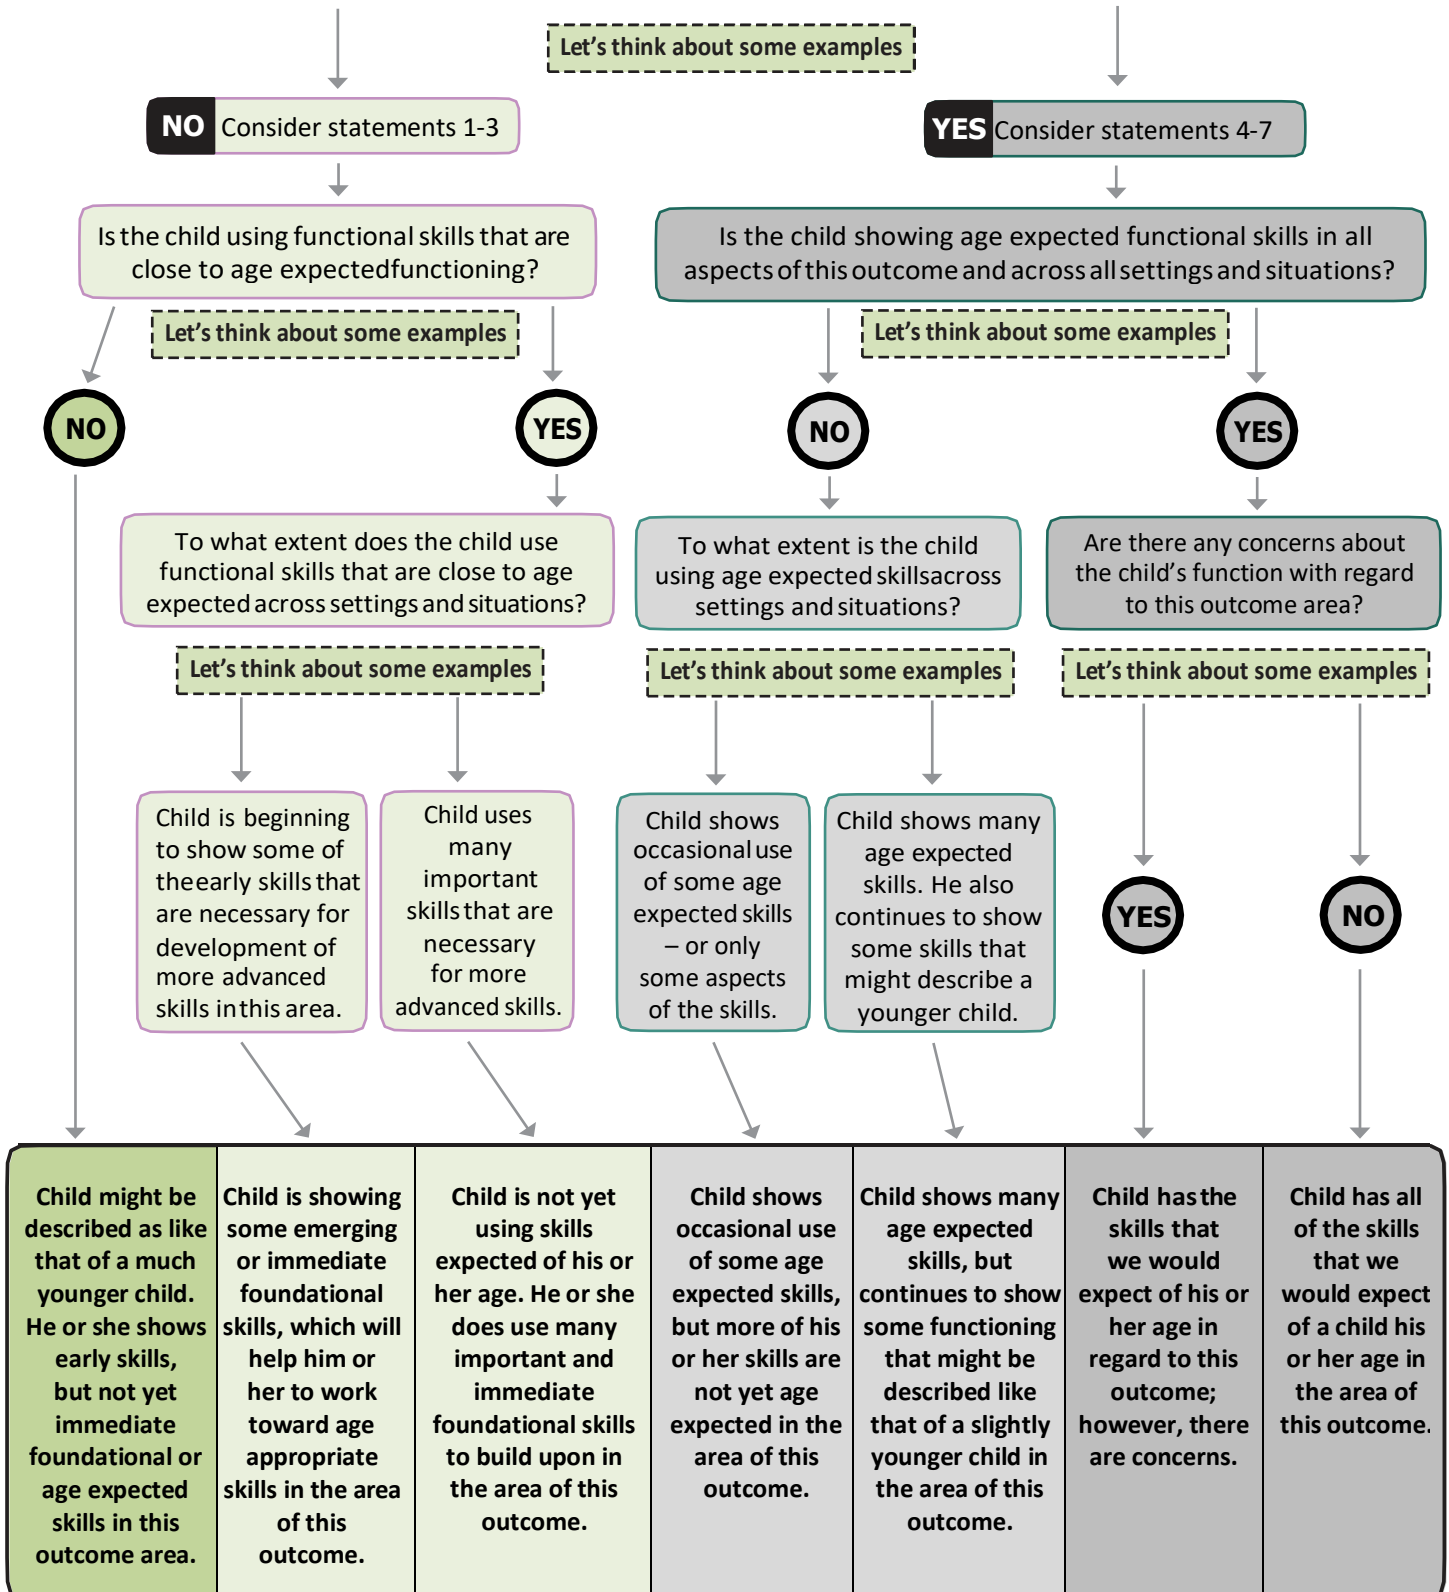 Let's think about some examples
NO Consider statements 1-3
YES Consider statements 4-7
Is the child using functional skills that are
close to age expectedfunctioning?
Is the child showing age expected functional skills in all
aspects of this outcome and across all settings and situations?
Let's think about some examples
Let's think about some examples
NO
YES
NO
YES
To what extent does the child use
functional skills that are close to age
expected across settings and situations?
To what extent is the child
using age expected skillsacross
settings and situations?
Are there any concerns about
the child's function with regard
to this outcome area?
Let's think about some examples
Let's think about some examples
Let's think about some examples
Child is beginning
to show some of
theearly skills that
are necessary for
development of
more advanced
skills in this area.
Child uses
many
important
skills that are
necessary
for more
advanced skills.
Child shows
occasional use
of some age
expected skills
– or only
some aspects
of the skills.
Child shows many
age expected
skills. He also
continues to show
some skills that
might describe a
younger child.
YES
NO
Child might be
described as like
that of a much
younger child.
He or she shows
early skills,
but not yet
immediate
foundational or
age expected
skills in this
outcome area.
Child is showing
some emerging
or immediate
foundational
skills, which will
help him or
her to work
toward age
appropriate
skills in the area
of this
outcome.
Child is not yet
using skills
expected of his or
her age. He or she
does use many
important and
immediate
foundational skills
to build upon in
the area of this
outcome.
Child shows
occasional use
of some age
expected skills,
but more of his
or her skills are
not yet age
expected in the
area of this
outcome.
Child shows many
age expected
skills, but
continues to show
some functioning
that might be
described like
that of a slightly
younger child in
the area of this
outcome.
Child has the
skills that
we would
expect of his or
her age in
regard to this
outcome;
however, there
are concerns.
Child has all
of the skills
that we
would expect
of a child his
or her age in
the area of
this outcome.